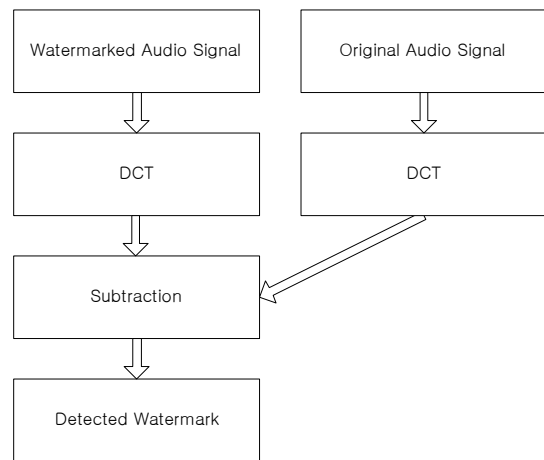 Watermarked Audio Signal
Original Audio Signal
DCT
DCT
Subtraction
Detected Watermark